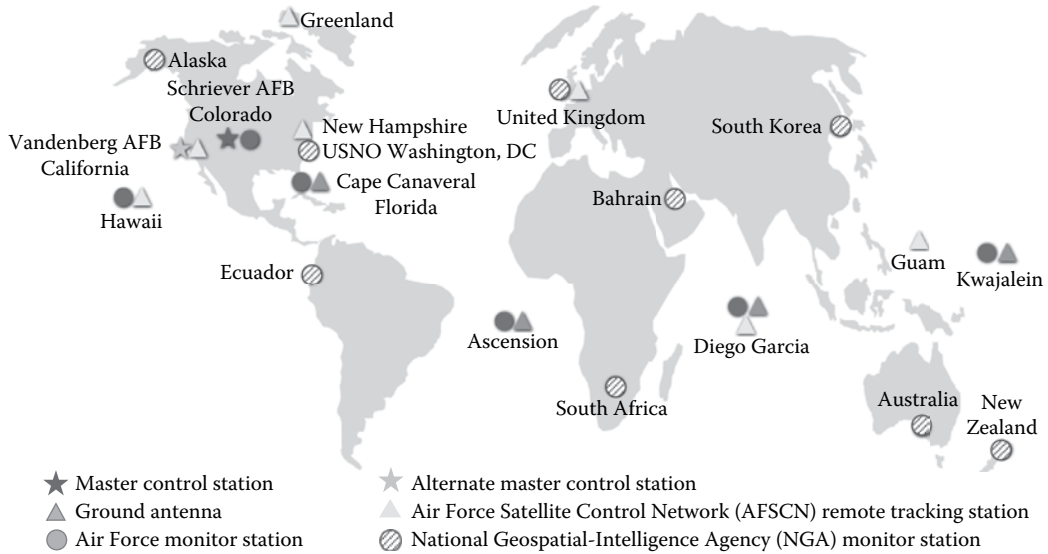 Greenland
Alaska
Schriever AFB
Colorado
Vandenberg AFB
California
New Hampshire
USNO Washington, DC
Cape Canaveral
Florida
Hawaii
United Kingdom
South Korea
Bahrain
Guam
Kwajalein
Ecuador
Ascension
Diego Garcia
South Africa
Australia
New
Zealand
Master control station
Ground antenna
Air Force monitor station
Alternate master control station
Air Force Satellite Control Network (AFSCN) remote tracking station
National Geospatial-Intelligence Agency (NGA) monitor station